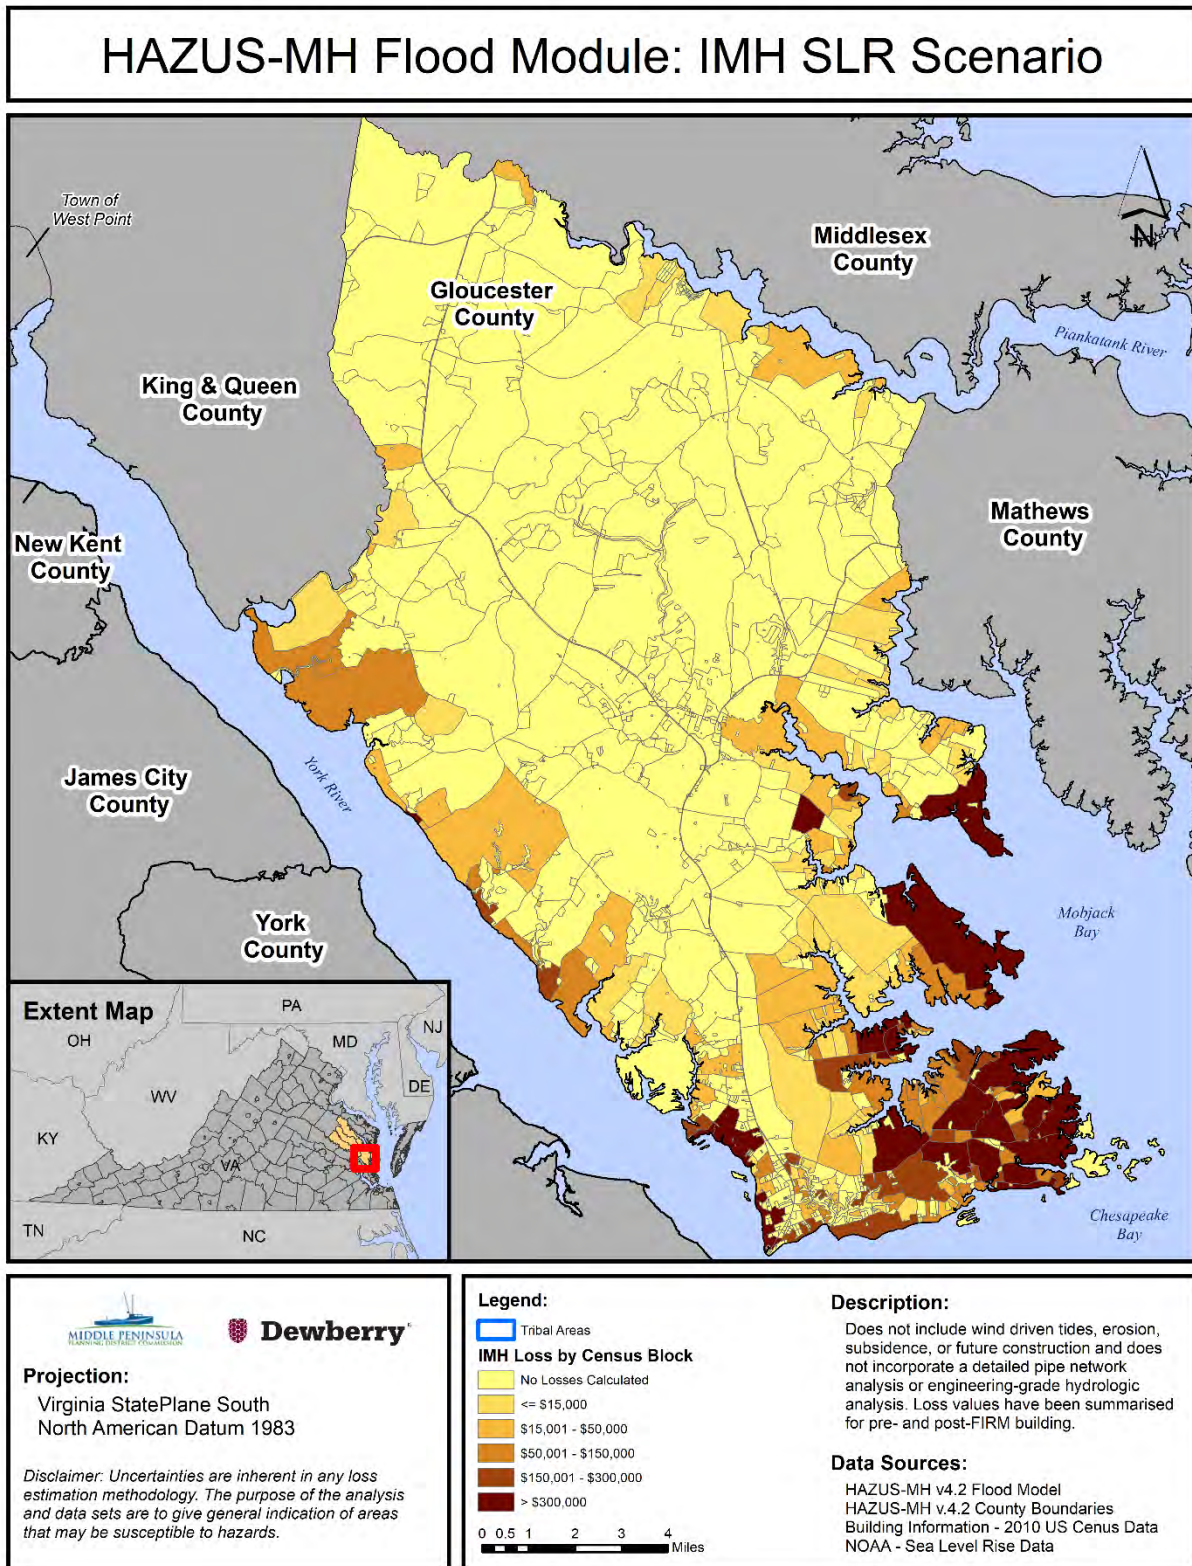 HAZUS-MH Flood Module: IMH SLR Scenario
Town of
West Point
Middlesex
County
N
Gloucester
County
Piankatank River
King & Queen
County
Mathews
County
New Kent
County
James City
County
York River
York
County
Mobjack
Bay
Chesapeake
Bay
Extent Map
PA
OH
MD
NJ
WV
DE
KY
VA
TN
NC
MIDDLE PENINSULA
PLANNING DISTRICT COMMISSION
Dewberry
Projection:
Virginia StatePlane South
North American Datum 1983
Disclaimer: Uncertainties are inherent in any loss
estimation methodology. The purpose of the analysis
and data sets are to give general indication of areas
that may be susceptible to hazards.
Legend:
Tribal Areas
IMH Loss by Census Block
No Losses Calculated
<= $15,000
$15,001 - $50,000
$50,001 - $150,000
$150,001 - $300,000
> $300,000
0 0.5 1 2 3 4
Miles
Description:
Does not include wind driven tides, erosion,
subsidence, or future construction and does
not incorporate a detailed pipe network
analysis or engineering-grade hydrologic
analysis. Loss values have been summarised
for pre- and post-FIRM building.
Data Sources:
HAZUS-MH v4.2 Flood Model
HAZUS-MH v.4.2 County Boundaries
Building Information - 2010 US Cenus Data
NOAA - Sea Level Rise Data